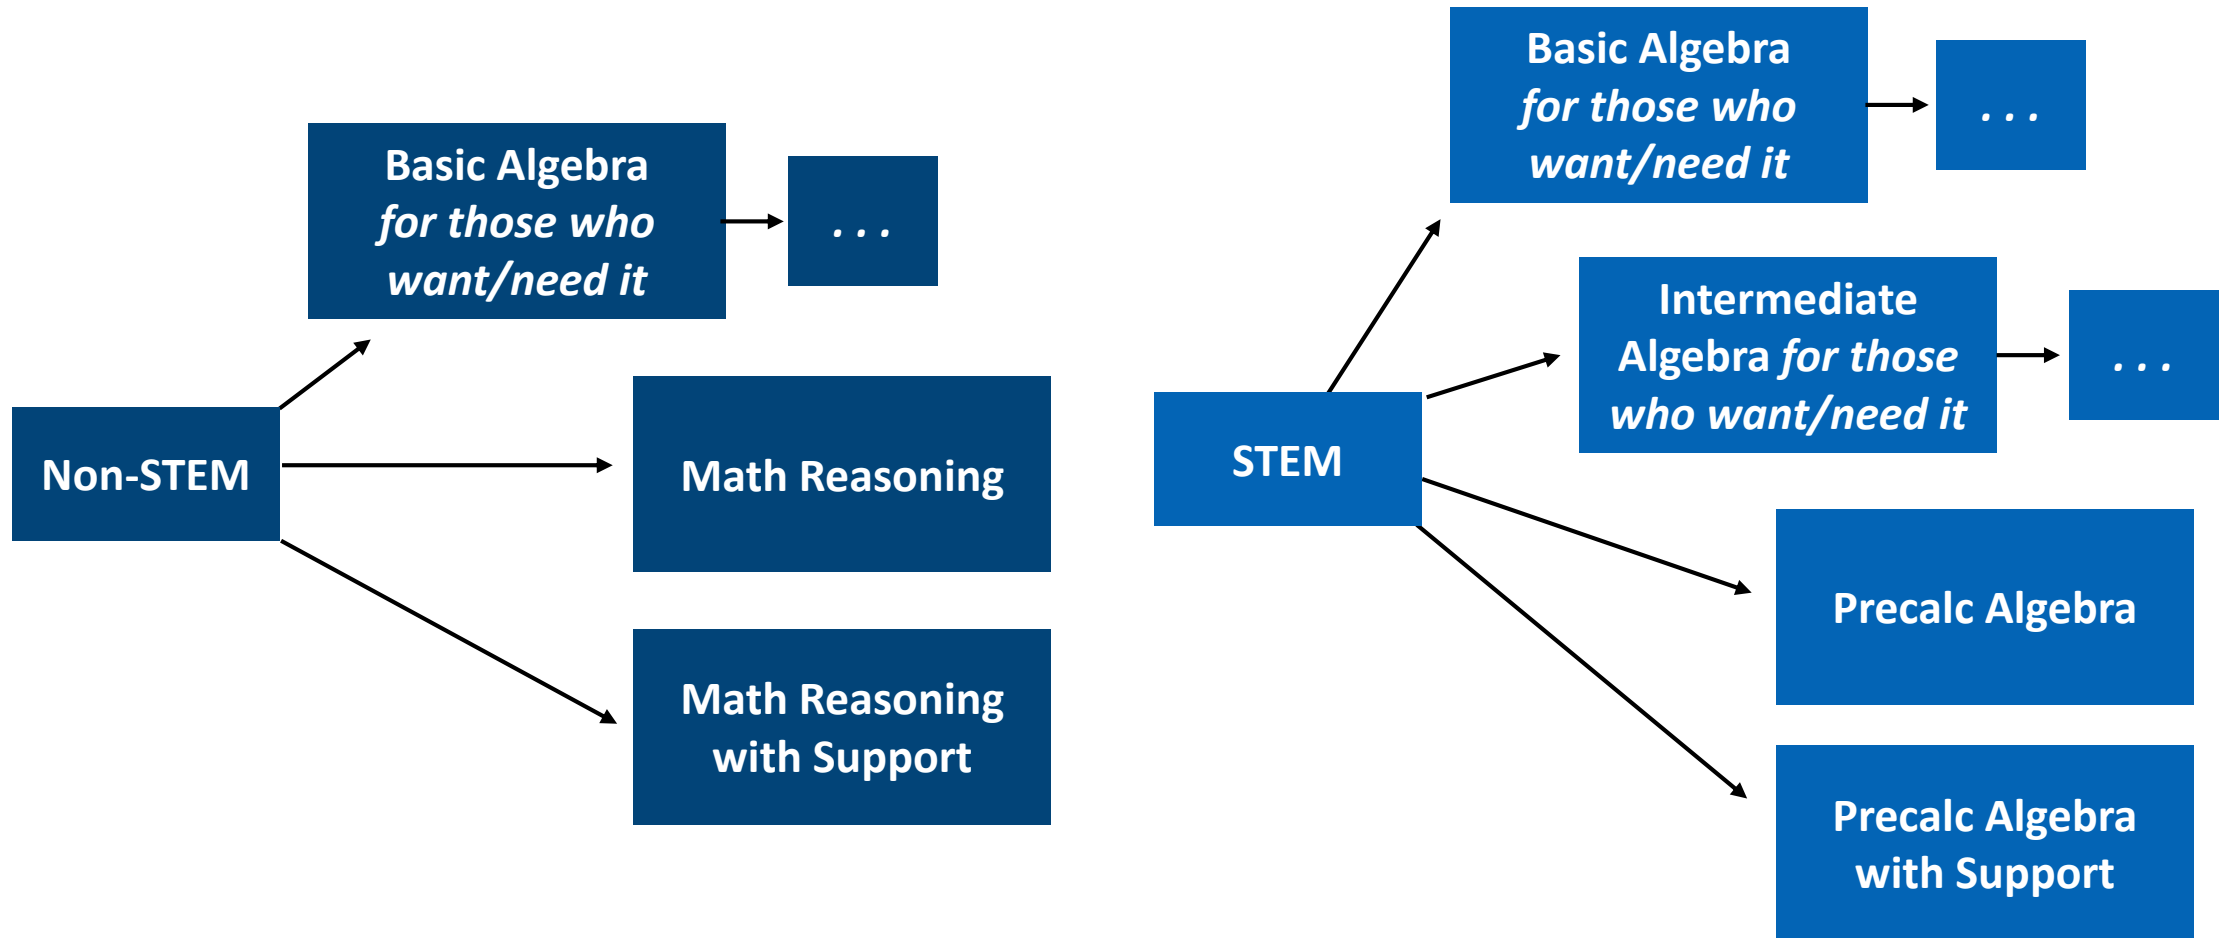 Non-STEM
Basic Algebra
for those who
want/need it
. . .
Math Reasoning
Math Reasoning
with Support
STEM
Basic Algebra
for those who
want/need it
. . .
Intermediate
Algebra for those
who want/need it
. . .
Precalc Algebra
Precalc Algebra
with Support